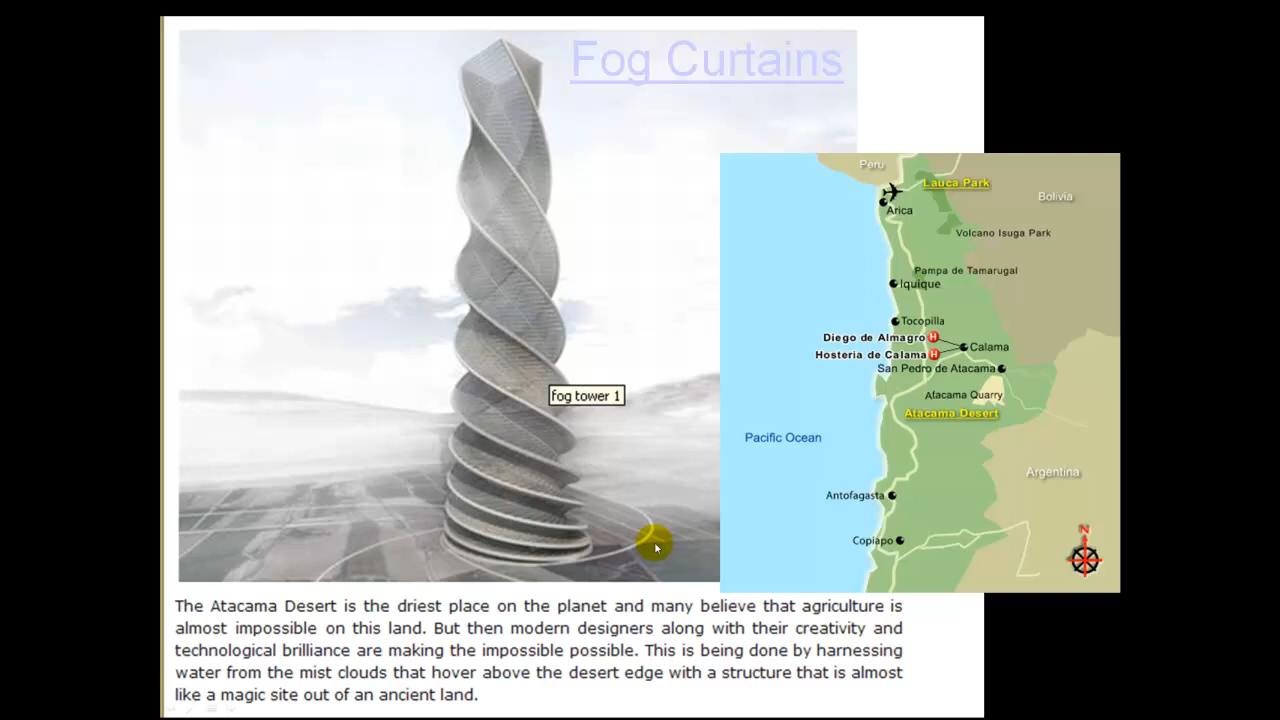 Fog Curtains
fog tower 1
Peru
Lauca Park
Bolivia
Arica
Volcano Isuga Park
Pampa de Tamarugal
Iquique
Tocopilla
Diego de Almagro H
Calama
Hosteria de Calama H
San Pedro de Atacama
Atacama Quarry
Atacama Desert
Pacific Ocean
Argentina
Antofagasta
N
Copiapo
The Atacama Desert is the driest place on the planet and many believe that agriculture is
almost impossible on this land. But then modern designers along with their creativity and
technological brilliance are making the impossible possible. This is being done by harnessing
water from the mist clouds that hover above the desert edge with a structure that is almost
like a magic site out of an ancient land.